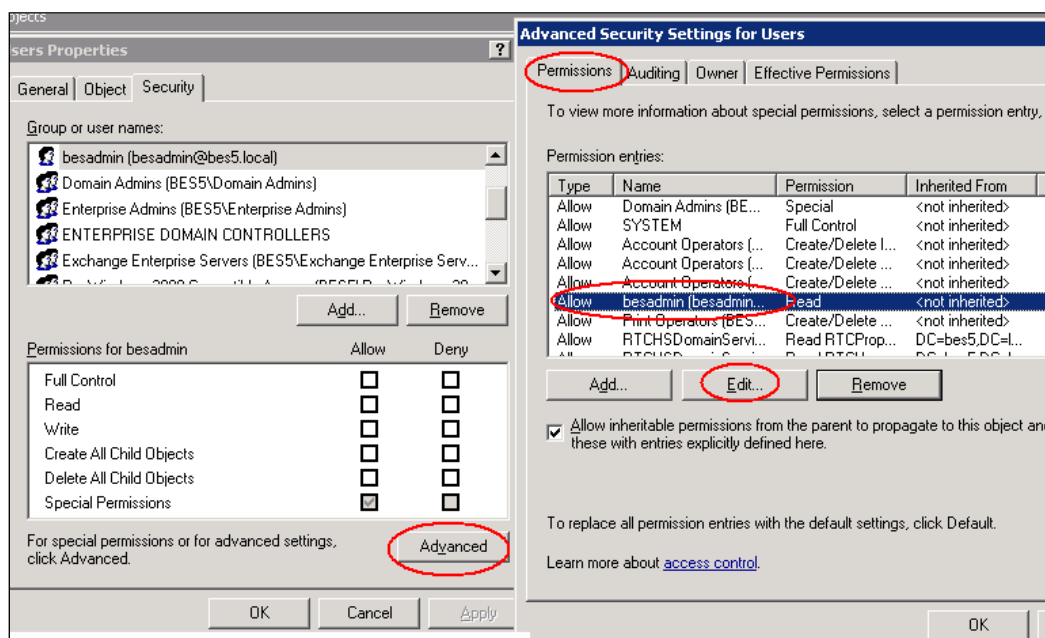 ojects
sers Properties
?
General Object Security
Group or user names:
besadmin (besadmin@bes5.local)
Domain Admins (BES5\Domain Admins)
Enterprise Admins (BES5\Enterprise Admins)
ENTERPRISE DOMAIN CONTROLLERS
Exchange Enterprise Servers (BES5\Exchange Enterprise Serv...
Add... Remove
Permissions for besadmin Allow Deny
Full Control
Read
Write
Create All Child Objects
Delete All Child Objects
Special Permissions
For special permissions or for advanced settings,
click Advanced.
Advanced
OK Cancel Apply
Advanced Security Settings for Users
Permissions Auditing Owner Effective Permissions
To view more information about special permissions, select a permission entry,
Permission entries:
Type Name Permission Inherited From
Allow Domain Admins (BE... Special <not inherited>
Allow SYSTEM Full Control <not inherited>
Allow Account Operators (... Create/Delete I... <not inherited>
Allow Account Operators (... Create/Delete ... <not inherited>
Allow Account Operators (... Create/Delete ... <not inherited>
Allow besadmin (besadmin... Read <not inherited>
Allow Print Operators (BES... Create/Delete ... <not inherited>
Allow RTCHSDomainServi... Read RTCProp... DC=bes5,DC=l...
Add... Edit... Remove
Allow inheritable permissions from the parent to propagate to this object an
these with entries explicitly defined here.
To replace all permission entries with the default settings, click Default.
Learn more about access control.
OK